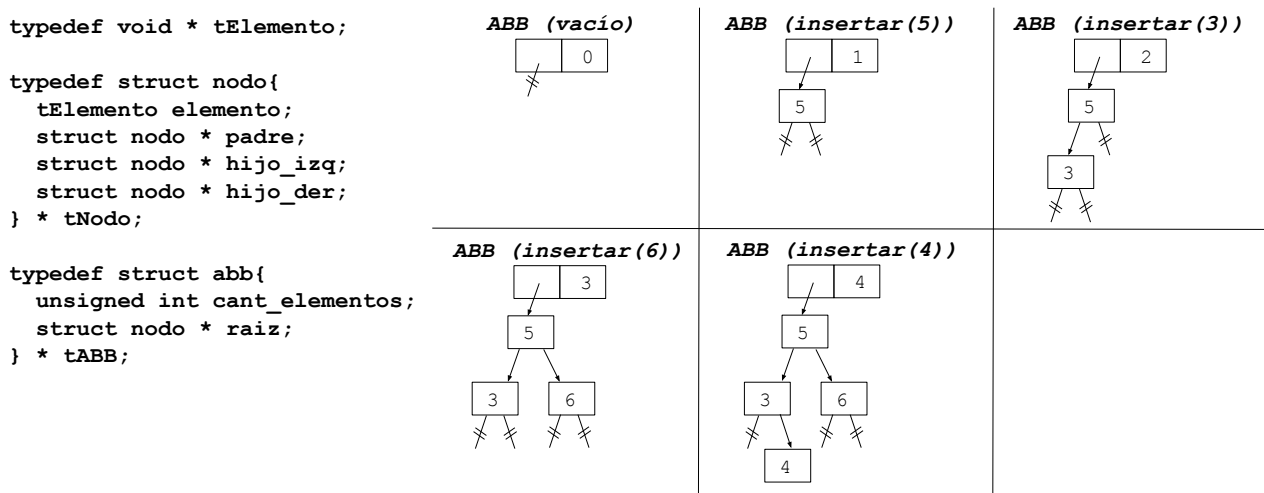 typedef void * tElemento;
typedef struct nodo{
tElemento elemento;
struct nodo * padre;
struct nodo * hijo_izq;
struct nodo * hijo_der;
} * tNodo;
typedef struct abb{
unsigned int cant_elementos;
struct nodo * raiz;
} * tABB;
ABB (vacío)
0
ABB (insertar(5))
1
5
ABB (insertar(3))
2
5
3
ABB (insertar(6))
3
5
3 6
ABB (insertar(4))
4
5
3 6
4